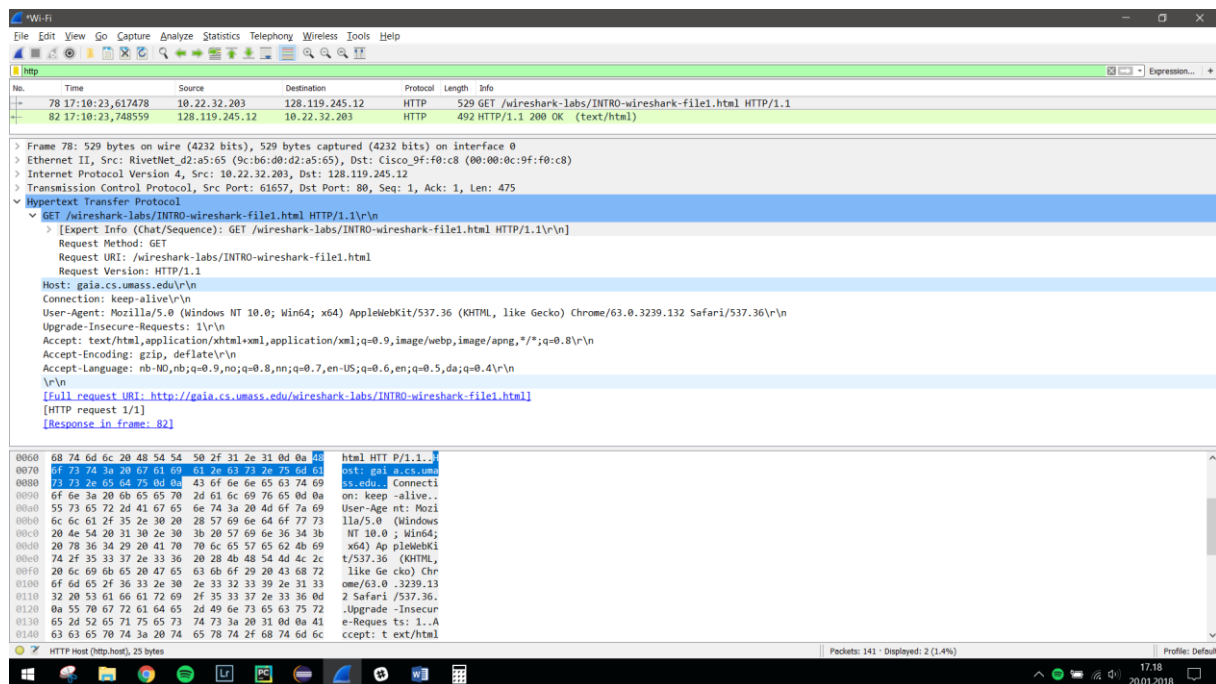 *Wi-Fi
File Edit View Go Capture Analyze Statistics Telephony Wireless Tools Help
http
Expression... +
No. Time Source Destination Protocol Length Info
78 17:10:23,617478 10.22.32.203 128.119.245.12 HTTP 529 GET /wireshark-labs/INTRO-wireshark-file1.html HTTP/1.1
82 17:10:23,748559 128.119.245.12 10.22.32.203 HTTP 492 HTTP/1.1 200 OK (text/html)
> Frame 78: 529 bytes on wire (4232 bits), 529 bytes captured (4232 bits) on interface 0
> Ethernet II, Src: RivetNet_d2:a5:65 (9c:b6:d0:d2:a5:65), Dst: Cisco_9f:f0:c8 (00:00:0c:9f:f0:c8)
> Internet Protocol Version 4, Src: 10.22.32.203, Dst: 128.119.245.12
> Transmission Control Protocol, Src Port: 61657, Dst Port: 80, Seq: 1, Ack: 1, Len: 475
Hypertext Transfer Protocol
GET /wireshark-labs/INTRO-wireshark-file1.html HTTP/1.1\r\n
> [Expert Info (Chat/Sequence): GET /wireshark-labs/INTRO-wireshark-file1.html HTTP/1.1\r\n]
Request Method: GET
Request URI: /wireshark-labs/INTRO-wireshark-file1.html
Request Version: HTTP/1.1
Host: gaia.cs.umass.edu\r\n
Connection: keep-alive\r\n
User-Agent: Mozilla/5.0 (Windows NT 10.0; Win64; x64) AppleWebKit/537.36 (KHTML, like Gecko) Chrome/63.0.3239.132 Safari/537.36\r\n
Upgrade-Insecure-Requests: 1\r\n
Accept: text/html,application/xhtml+xml,application/xml;q=0.9,image/webp,image/apng,*/*;q=0.8\r\n
Accept-Encoding: gzip, deflate\r\n
Accept-Language: nb-NO,nb;q=0.9,no;q=0.8,nn;q=0.7,en-US;q=0.6,en;q=0.5,da;q=0.4\r\n
\r\n
[Full request URI: http://gaia.cs.umass.edu/wireshark-labs/INTRO-wireshark-file1.html]
[HTTP request 1/1]
[Response in frame: 82]
0060 68 74 6d 6c 20 48 54 54 50 2f 31 2e 31 0d 0a 48 html HTT P/1.1..H
0070 6f 73 74 3a 20 67 61 69 61 2e 63 73 2e 75 6d 61 ost: gai a.cs.uma
0080 73 73 2e 65 64 75 0d 0a 43 6f 6e 6e 65 63 74 69 ss.edu.. Connecti
0090 6f 6e 3a 20 6b 65 65 70 2d 61 6c 69 76 65 0d 0a on: keep -alive..
00a0 55 73 65 72 2d 41 67 65 6e 74 3a 20 4d 6f 7a 69 User-Age nt: Mozi
00b0 6c 6c 61 2f 35 2e 30 20 28 57 69 6e 64 6f 77 73 lla/5.0 (Windows
00c0 20 4e 54 20 31 30 2e 30 3b 20 57 69 6e 36 34 3b NT 10.0 ; Win64;
00d0 20 78 36 34 29 20 41 70 70 6c 65 57 65 62 4b 69 x64) Ap pleWebKi
00e0 74 2f 35 33 37 2e 33 36 20 28 4b 48 54 4d 4c 2c t/537.36 (KHTML,
00f0 20 6c 69 6b 65 20 47 65 63 6b 6f 29 20 43 68 72 like Ge cko) Chr
0100 6f 6d 65 2f 36 33 2e 30 2e 33 32 33 39 2e 31 33 ome/63.0 .3239.13
0110 32 20 53 61 66 61 72 69 2f 35 33 37 2e 33 36 0d 2 Safari /537.36.
0120 0a 55 70 67 72 61 64 65 2d 49 6e 73 65 63 75 72 .Upgrade -Insecur
0130 65 2d 52 65 71 75 65 73 74 73 3a 20 31 0d 0a 41 e-Reques ts: 1..A
0140 63 63 65 70 74 3a 20 74 65 78 74 2f 68 74 6d 6c ccept: t ext/html
HTTP Host (http.host), 25 bytes Packets: 141 · Displayed: 2 (1.4%) Profile: Default
Lr PC W 17.18
20.01.2018